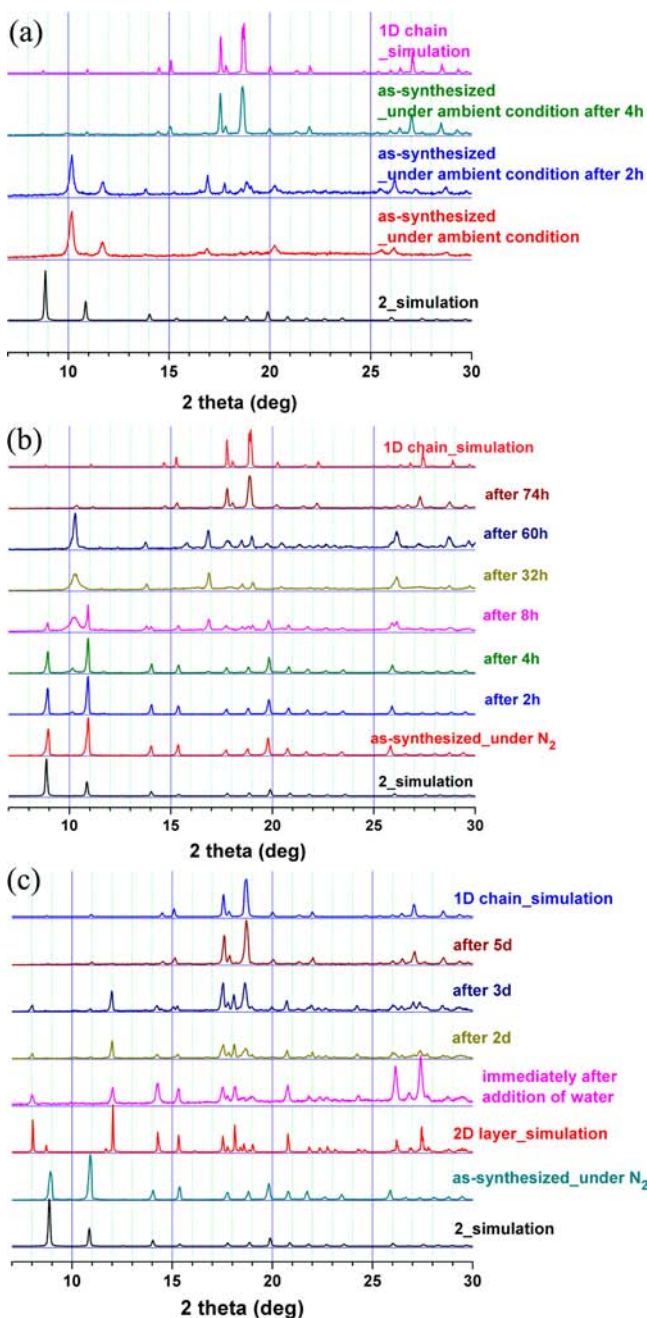 (a)
1D chain
_simulation
as-synthesized
_under ambient condition after 4h
as-synthesized
_under ambient condition after 2h
as-synthesized
_under ambient condition
2_simulation
10 15 20 25 30
2 theta (deg)
(b)
1D chain_simulation
after 74h
after 60h
after 32h
after 8h
after 4h
after 2h
as-synthesized_under N2
2_simulation
10 15 20 25 30
2 theta (deg)
(c)
1D chain_simulation
after 5d
after 3d
after 2d
immediately after
addition of water
2D layer_simulation
as-synthesized_under N2
2_simulation
10 15 20 25 30
2 theta (deg)